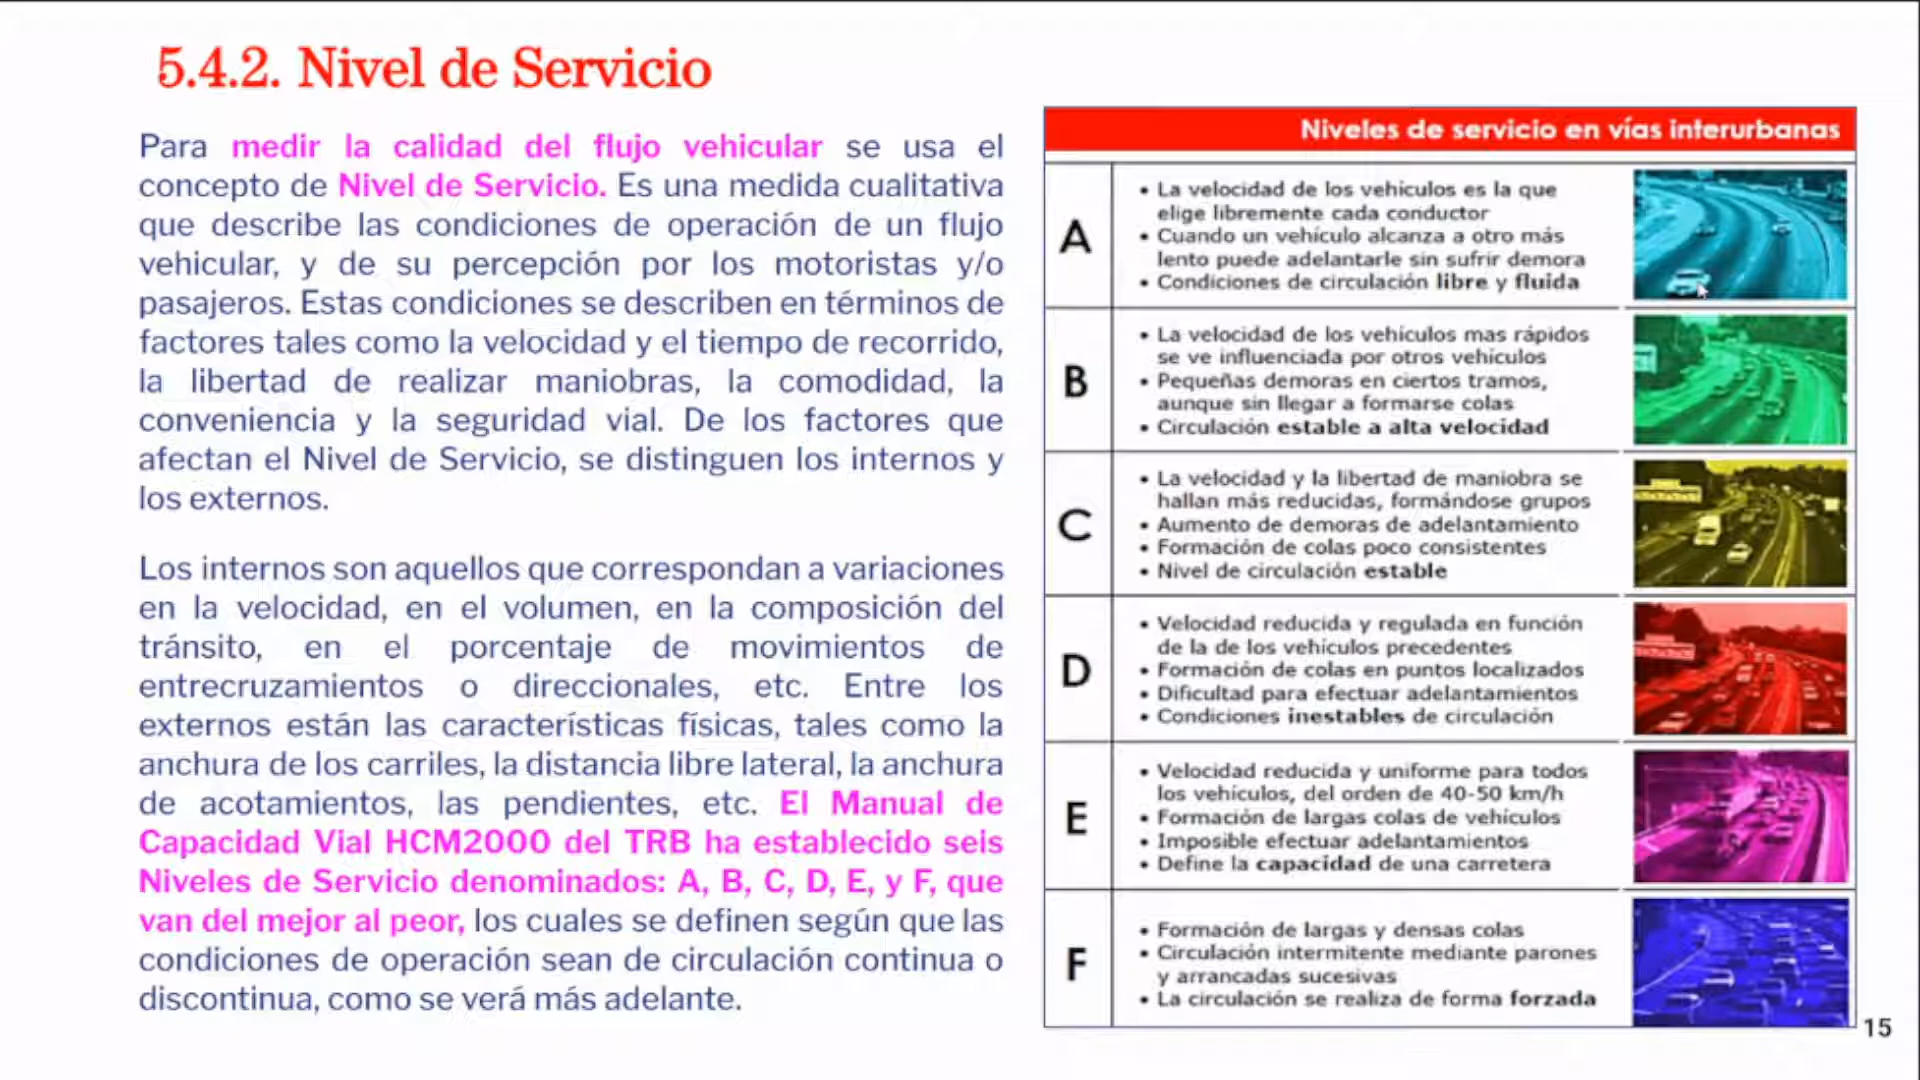 5.4.2. Nivel de Servicio
Para medir la calidad del flujo vehicular se usa el
concepto de Nivel de Servicio. Es una medida cualitativa
que describe las condiciones de operación de un flujo
vehicular, y de su percepción por los motoristas y/o
pasajeros. Estas condiciones se describen en términos de
factores tales como la velocidad y el tiempo de recorrido,
la libertad de realizar maniobras, la comodidad, la
conveniencia y la seguridad vial. De los factores que
afectan el Nivel de Servicio, se distinguen los internos y
los externos.
Los internos son aquellos que correspondan a variaciones
en la velocidad, en el volumen, en la composición del
tránsito, en el porcentaje de movimientos de
entrecruzamientos o direccionales, etc. Entre los
externos están las características físicas, tales como la
anchura de los carriles, la distancia libre lateral, la anchura
de acotamientos, las pendientes, etc. El Manual de
Capacidad Vial HCM2000 del TRB ha establecido seis
Niveles de Servicio denominados: A, B, C, D, E, y F, que
van del mejor al peor, los cuales se definen según que las
condiciones de operación sean de circulación continua o
discontinua, como se verá más adelante.
Niveles de servicio en vías interurbanas
A
• La velocidad de los vehículos es la que
elige libremente cada conductor
• Cuando un vehículo alcanza a otro más
lento puede adelantarle sin sufrir demora
• Condiciones de circulación libre y fluida
B
• La velocidad de los vehículos mas rápidos
se ve influenciada por otros vehículos
• Pequeñas demoras en ciertos tramos,
aunque sin llegar a formarse colas
• Circulación estable a alta velocidad
C
• La velocidad y la libertad de maniobra se
hallan más reducidas, formándose grupos
• Aumento de demoras de adelantamiento
• Formación de colas poco consistentes
• Nivel de circulación estable
D
• Velocidad reducida y regulada en función
de la de los vehículos precedentes
• Formación de colas en puntos localizados
• Dificultad para efectuar adelantamientos
• Condiciones inestables de circulación
E
• Velocidad reducida y uniforme para todos
los vehículos, del orden de 40-50 km/h
• Formación de largas colas de vehículos
• Imposible efectuar adelantamientos
• Define la capacidad de una carretera
F
• Formación de largas y densas colas
• Circulación intermitente mediante parones
y arrancadas sucesivas
• La circulación se realiza de forma forzada
15